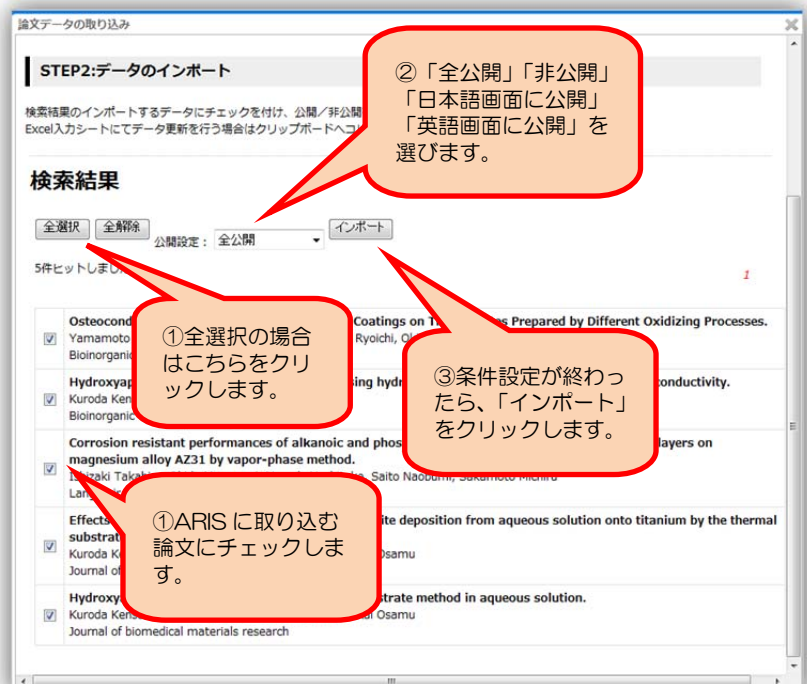 論文データの取り込み
STEP2:データのインポート
検索結果のインポートするデータにチェックを付け、公開／非公開
Excel入力シートにてデータ更新を行う場合はクリップボードへコ
②「全公開」「非公開」
「日本語画面に公開」
「英語画面に公開」を
選びます。
検索結果
全選択 全解除 公開設定： 全公開 インポート
5件ヒットしまし
1
①全選択の場合
はこちらをクリ
ックします。
③条件設定が終わっ
たら、「インポート」
をクリックします。
Osteocond Coatings on T es Prepared by Different Oxidizing Processes.
Yamamoto Ryoichi,
Bioinorganic
Hydroxyap sing hydr conductivity.
Kuroda Ken
Bioinorganic
Corrosion resistant performances of alkanoic and phos layers on
magnesium alloy AZ31 by vapor-phase method.
Ishizaki Takah Saito Naobumi, Sakamoto Michiru
Lang
①ARIS に取り込む
論文にチェックしま
す。
Effects ite deposition from aqueous solution onto titanium by the thermal
substrat
Kuroda K Osamu
Journal of
Hydroxy strate method in aqueous solution.
Kuroda Kens Osamu
Journal of biomedical materials research